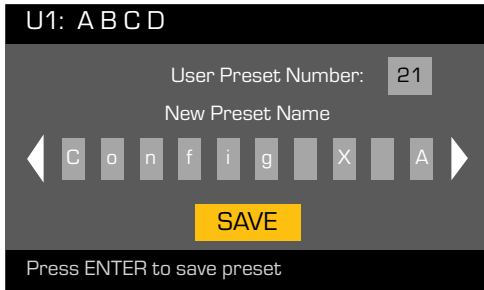 U1: A B C D
User Preset Number: 21
New Preset Name
C o n f i g X A
SAVE
Press ENTER to save preset